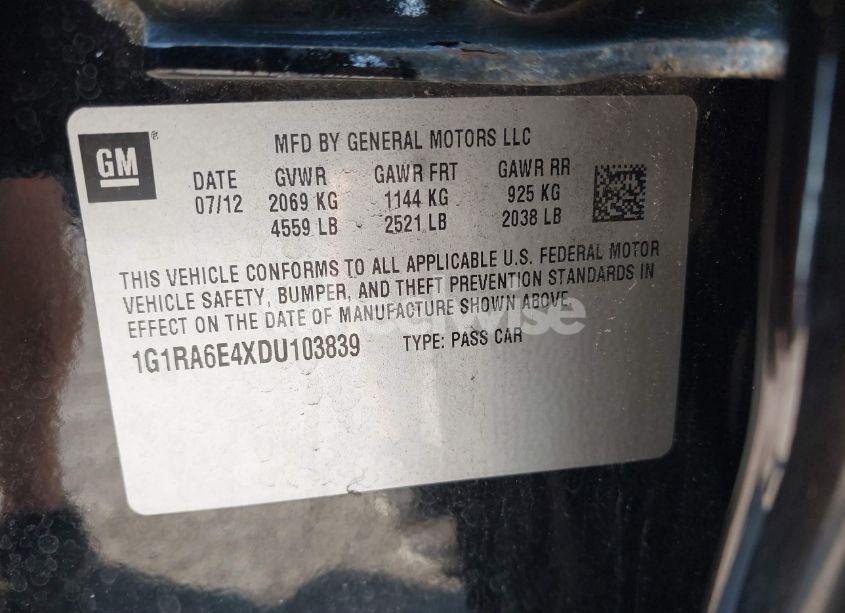 GM®
MFD BY GENERAL MOTORS LLC
DATE GVWR GAWR FRT GAWR RR
07/12 2069 KG 1144 KG 925 KG
4559 LB 2521 LB 2038 LB
THIS VEHICLE CONFORMS TO ALL APPLICABLE U.S. FEDERAL MOTOR
VEHICLE SAFETY, BUMPER, AND THEFT PREVENTION STANDARDS IN
EFFECT ON THE DATE OF MANUFACTURE SHOWN ABOVE.
1G1RA6E4XDU103839 TYPE: PASS CAR